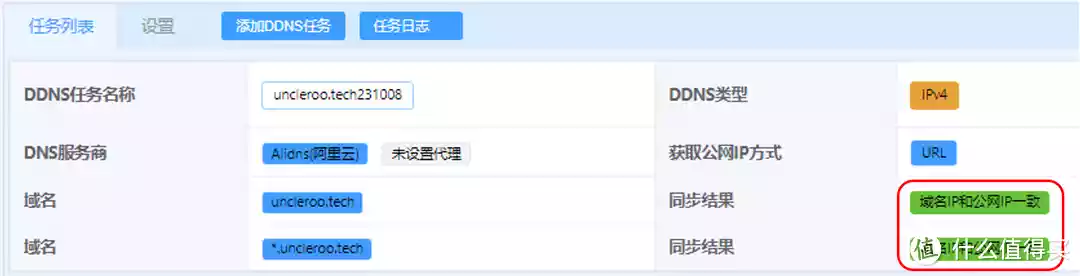 任务列表 设置 添加DDNS任务 任务日志
DDNS任务名称 uncleroo.tech231008 DDNS类型 IPv4
DNS服务商 Alidns(阿里云) 未设置代理 获取公网IP方式 URL
域名 uncleroo.tech 同步结果 域名IP和公网IP一致
域名 *.uncleroo.tech 同步结果
值 什么值得买